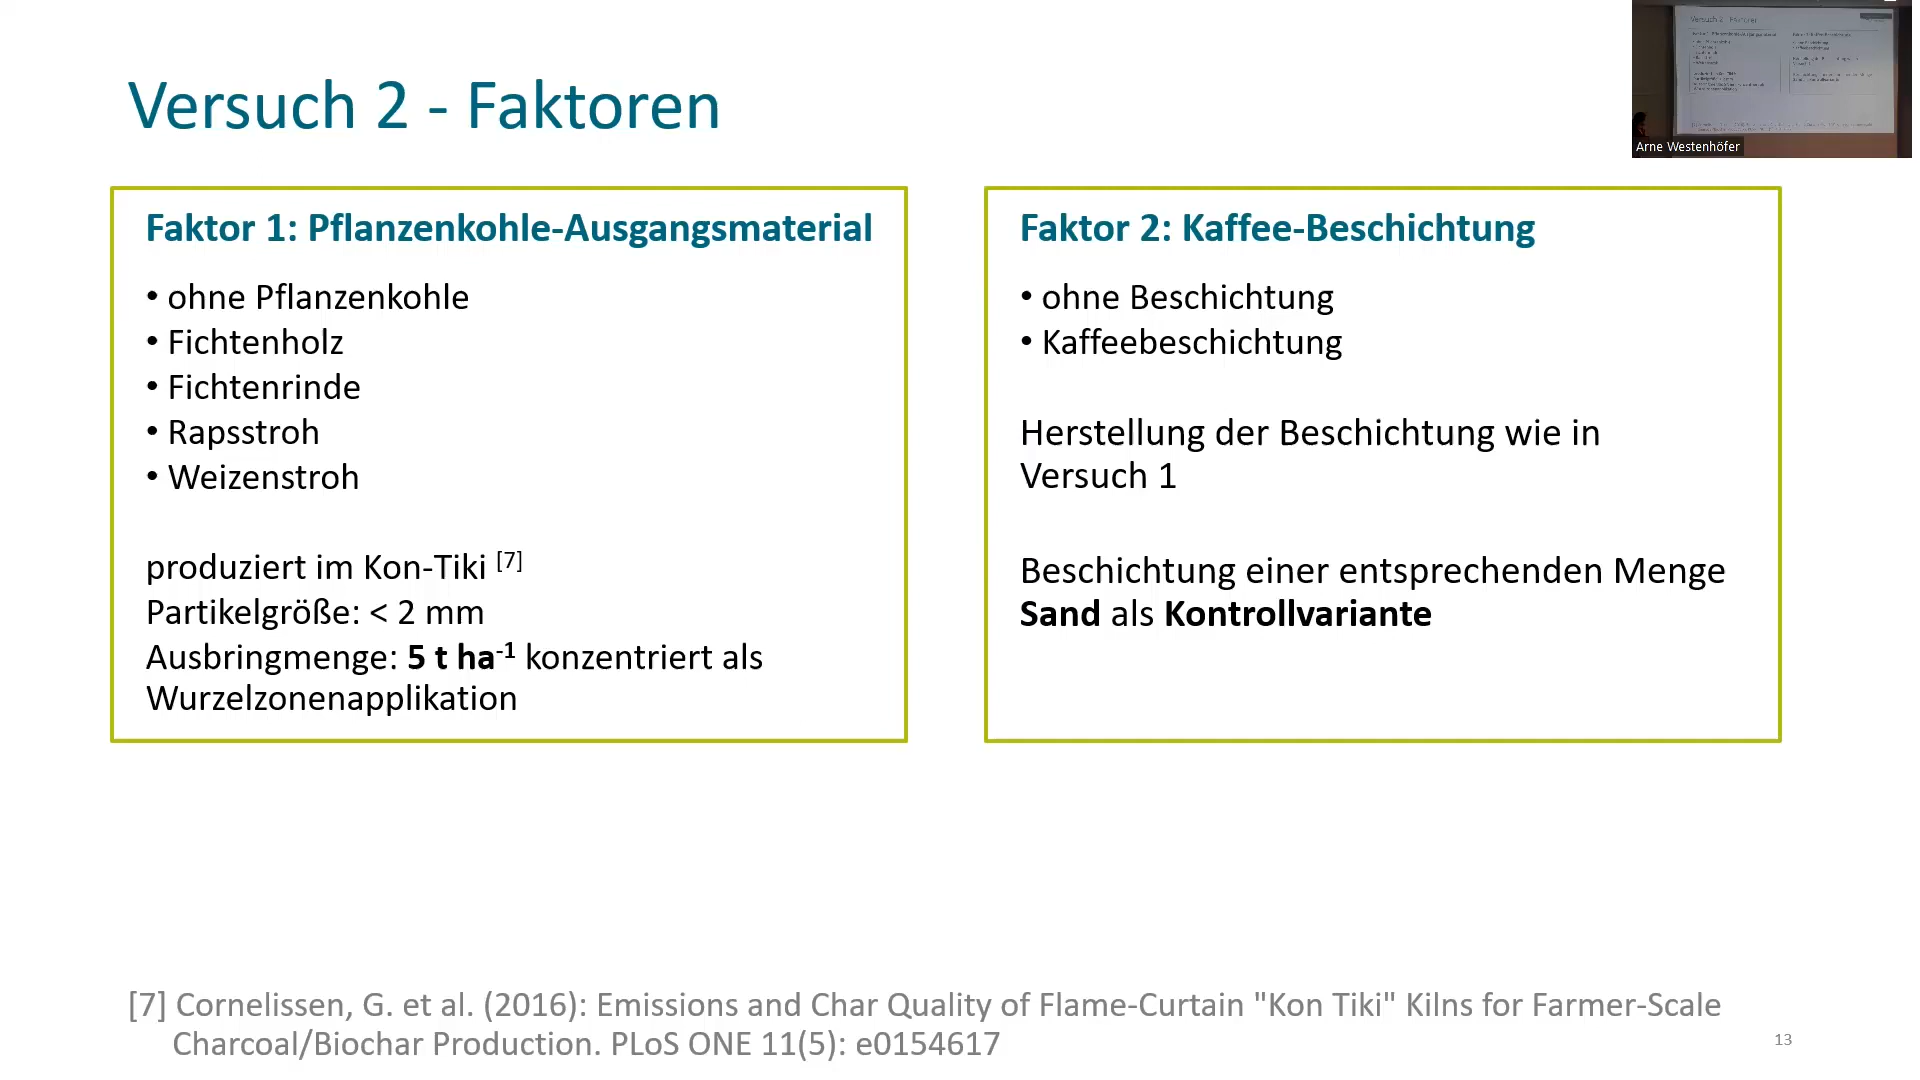 Versuch 2 - Faktoren
Arne Westenhöfer
Faktor 1: Pflanzenkohle-Ausgangsmaterial
• ohne Pflanzenkohle
• Fichtenholz
• Fichtenrinde
• Rapsstroh
• Weizenstroh
produziert im Kon-Tiki [7]
Partikelgröße: < 2 mm
Ausbringmenge: 5 t ha-1 konzentriert als
Wurzelzonenapplikation
Faktor 2: Kaffee-Beschichtung
• ohne Beschichtung
• Kaffeebeschichtung
Herstellung der Beschichtung wie in
Versuch 1
Beschichtung einer entsprechenden Menge
Sand als Kontrollvariante
[7] Cornelissen, G. et al. (2016): Emissions and Char Quality of Flame-Curtain "Kon Tiki" Kilns for Farmer-Scale
Charcoal/Biochar Production. PLoS ONE 11(5): e0154617
13